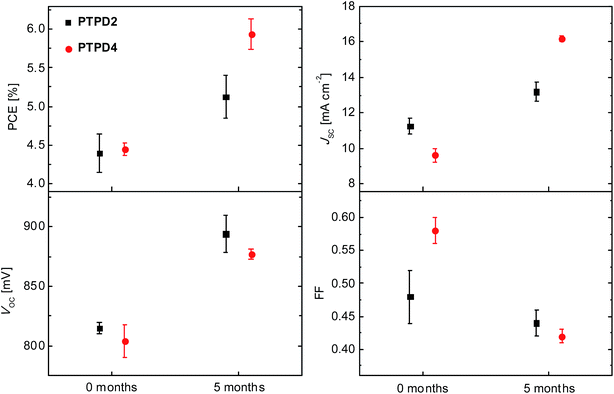 PTPD2
PTPD4
PCE [%]
6.0
5.5
5.0
4.5
4.0
J_SC [mA cm^-2]
18
16
14
12
10
8
V_OC [mV]
900
850
800
0 months
5 months
FF
0.60
0.55
0.50
0.45
0.40
0 months
5 months